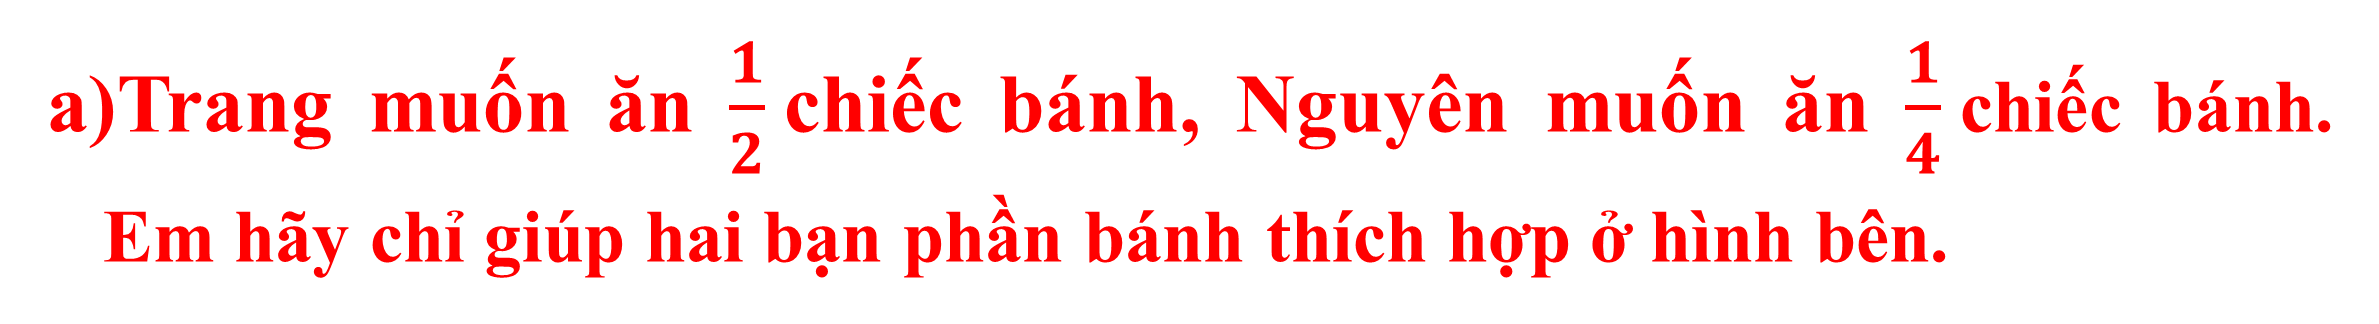 a)Trang muốn ăn 1/2 chiếc bánh, Nguyên muốn ăn 1/4 chiếc bánh.
Em hãy chỉ giúp hai bạn phần bánh thích hợp ở hình bên.